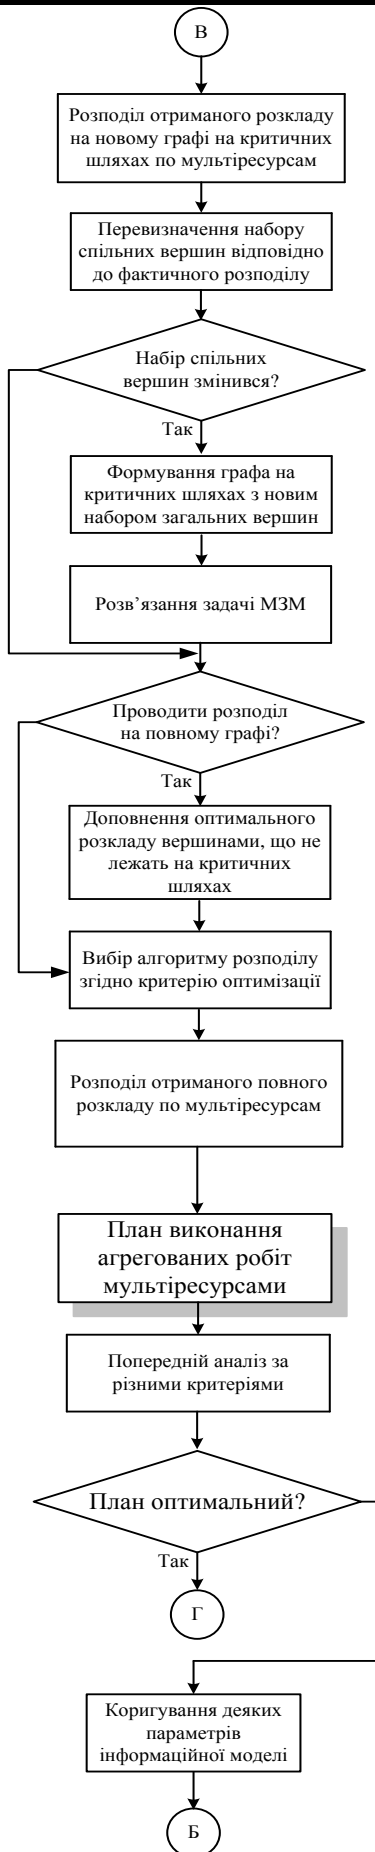 В
Розподіл отриманого розкладу
на новому графі на критичних
шляхах по мультіресурсам
Перевизначення набору
спільних вершин відповідно
до фактичного розподілу
Набір спільних
вершин змінився?
Так
Формування графа на
критичних шляхах з новим
набором загальних вершин
Розв’язання задачі МЗМ
Проводити розподіл
на повному графі?
Так
Доповнення оптимального
розкладу вершинами, що не
лежать на критичних
шляхах
Вибір алгоритму розподілу
згідно критерію оптимізації
Розподіл отриманого повного
розкладу по мультіресурсам
План виконання
агрегованих робіт
мультіресурсами
Попередній аналіз за
різними критеріями
План оптимальний?
Так
Г
Коригування деяких
параметрів
інформаційної моделі
Б